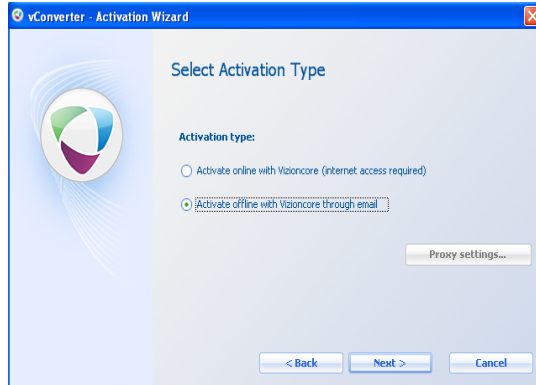 vConverter - Activation Wizard
Select Activation Type
Activation type:
Activate online with Vizioncore (internet access required)
Activate offline with Vizioncore through email
Proxy settings...
< Back
Next >
Cancel